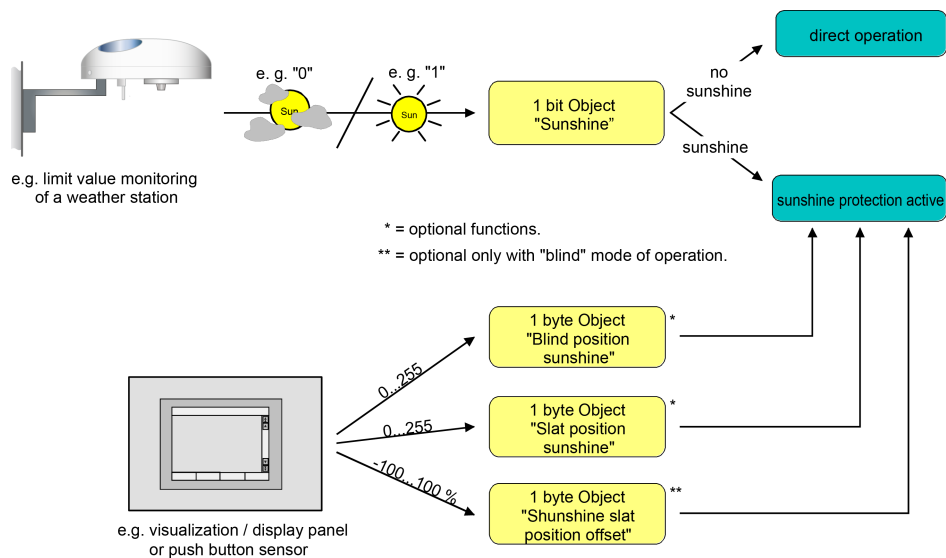 direct operation
e. g. "0"
e. g. "1"
no
sunshine
Sun
Sun
1 bit Object
"Sunshine”
sunshine
e.g. limit value monitoring
of a weather station
sunshine protection active
* = optional functions.
** = optional only with "blind" mode of operation.
1 byte Object
"Blind position
sunshine"
*
0...255
1 byte Object
"Slat position
sunshine"
*
0...255
-100...100 %
1 byte Object
"Shunshine slat
position offset"
**
e.g. visualization / display panel
or push button sensor